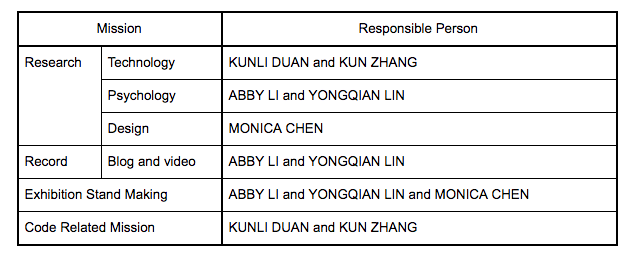 Mission Responsible Person
Research Technology KUNLI DUAN and KUN ZHANG
Psychology ABBY LI and YONGQIAN LIN
Design MONICA CHEN
Record Blog and video ABBY LI and YONGQIAN LIN
Exhibition Stand Making ABBY LI and YONGQIAN LIN and MONICA CHEN
Code Related Mission KUNLI DUAN and KUN ZHANG